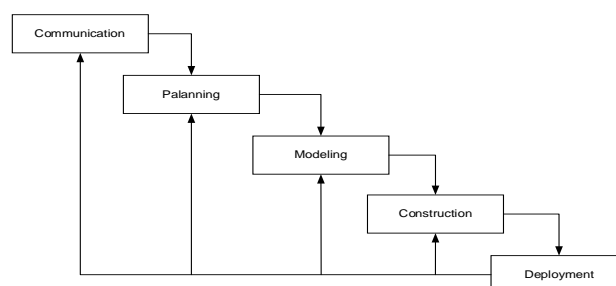 Communication
Palanning
Modeling
Construction
Deployment